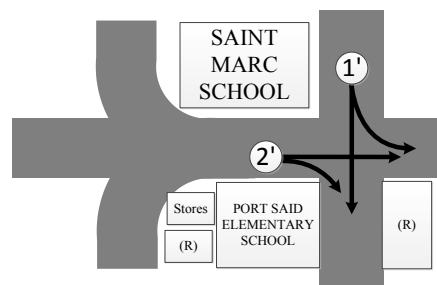 SAINT
MARC
SCHOOL
1'
2'
Stores
(R)
PORT SAID
ELEMENTARY
SCHOOL
(R)